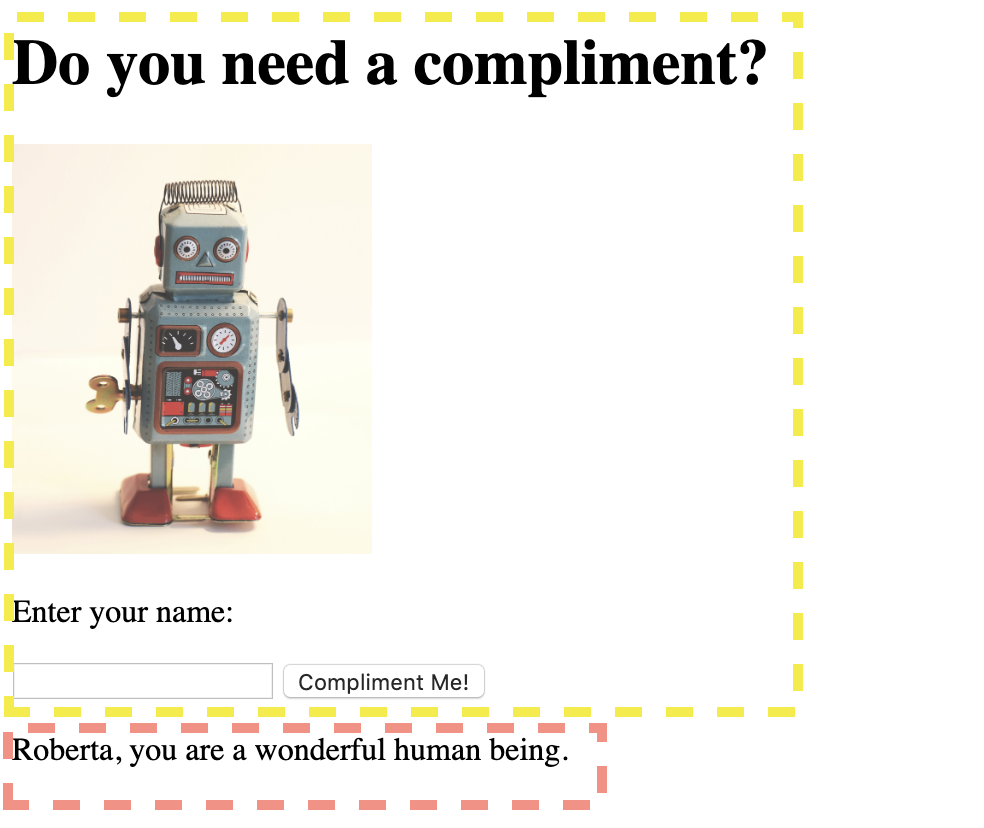 Do you need a compliment?
Enter your name:
Compliment Me!
Roberta, you are a wonderful human being.